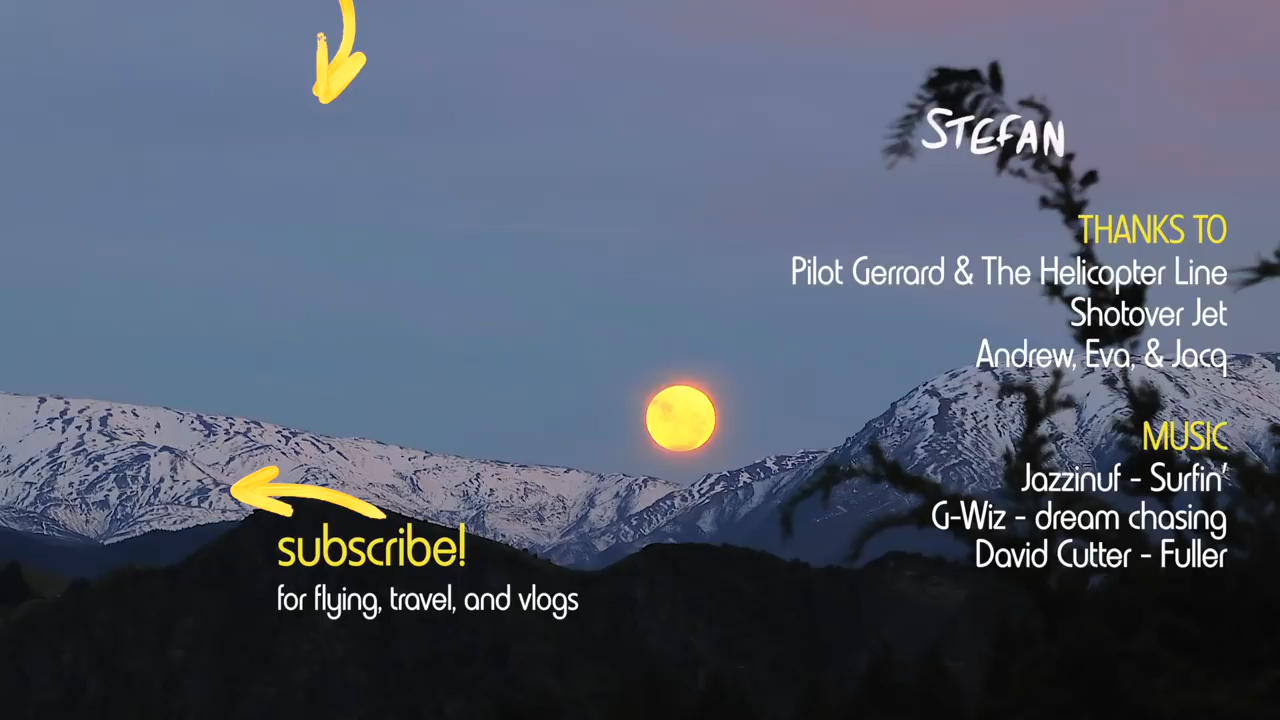 STEFAN
THANKS TO
Pilot Gerrard & The Helicopter Line
Shotover Jet
Andrew, Eva, & Jacq
MUSIC
Jazzinuf - Surfin'
G-Wiz - dream chasing
David Cutter - Fuller
subscribe!
for flying, travel, and vlogs